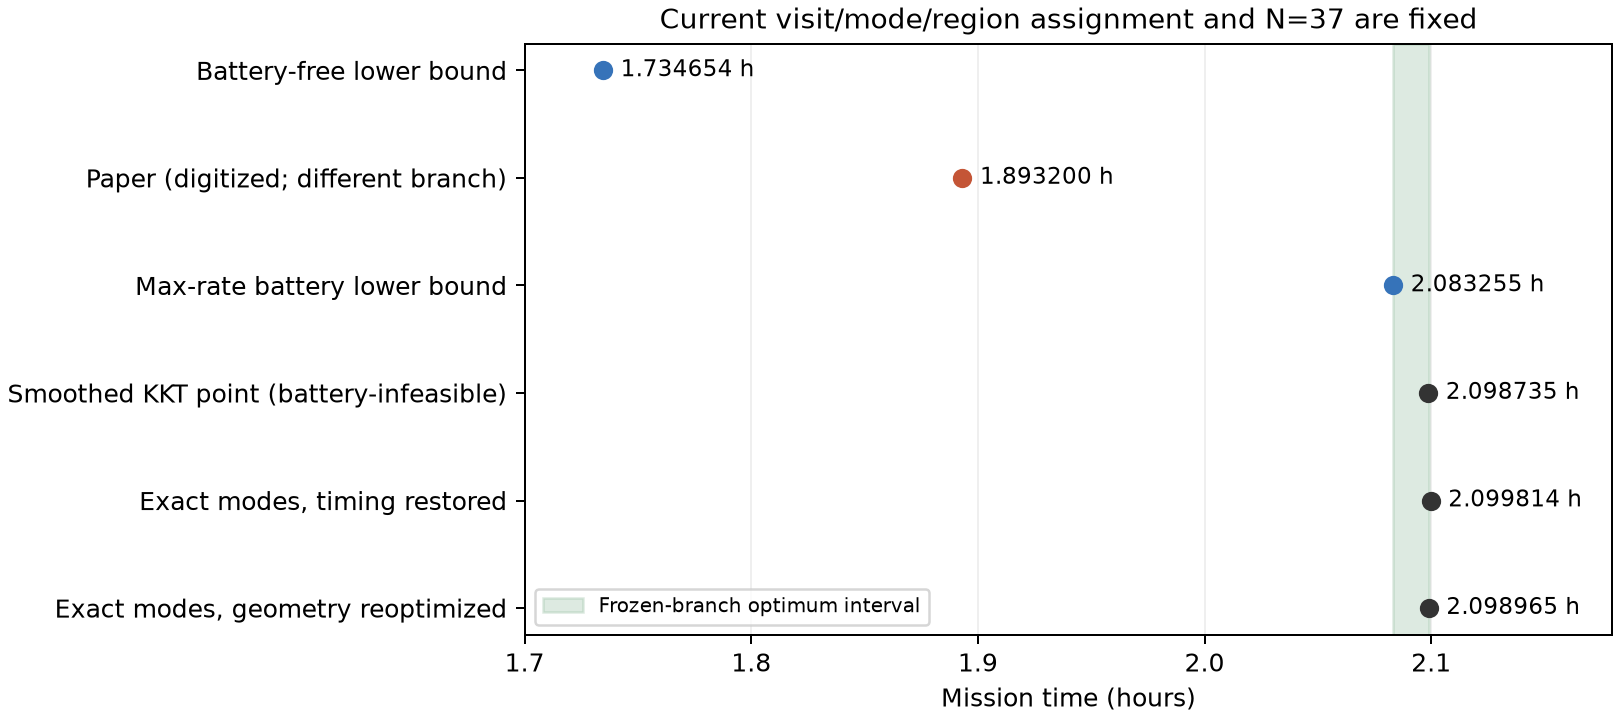 Current visit/mode/region assignment and N=37 are fixed
Battery-free lower bound
1.734654 h
Paper (digitized; different branch)
1.893200 h
Max-rate battery lower bound
2.083255 h
Smoothed KKT point (battery-infeasible)
2.098735 h
Exact modes, timing restored
2.099814 h
Exact modes, geometry reoptimized
2.098965 h
Frozen-branch optimum interval
1.7 1.8 1.9 2.0 2.1
Mission time (hours)